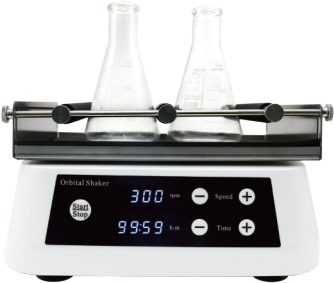 Orbital Shaker
Start
Stop
300 rpm − Speed +
99:59 h:m − Time +